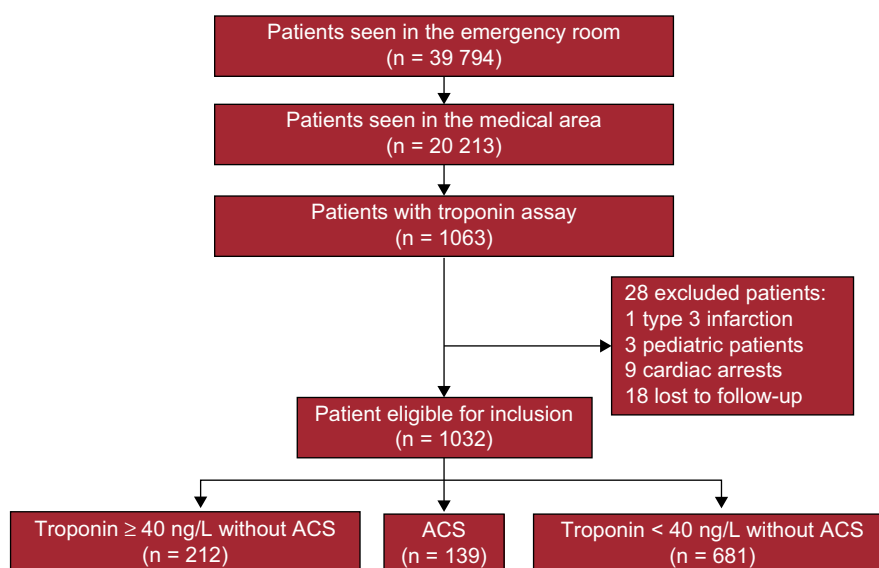 Patients seen in the emergency room
(n = 39 794)
Patients seen in the medical area
(n = 20 213)
Patients with troponin assay
(n = 1063)
28 excluded patients:
1 type 3 infarction
3 pediatric patients
9 cardiac arrests
18 lost to follow-up
Patient eligible for inclusion
(n = 1032)
Troponin ≥ 40 ng/L without ACS
(n = 212)
ACS
(n = 139)
Troponin < 40 ng/L without ACS
(n = 681)